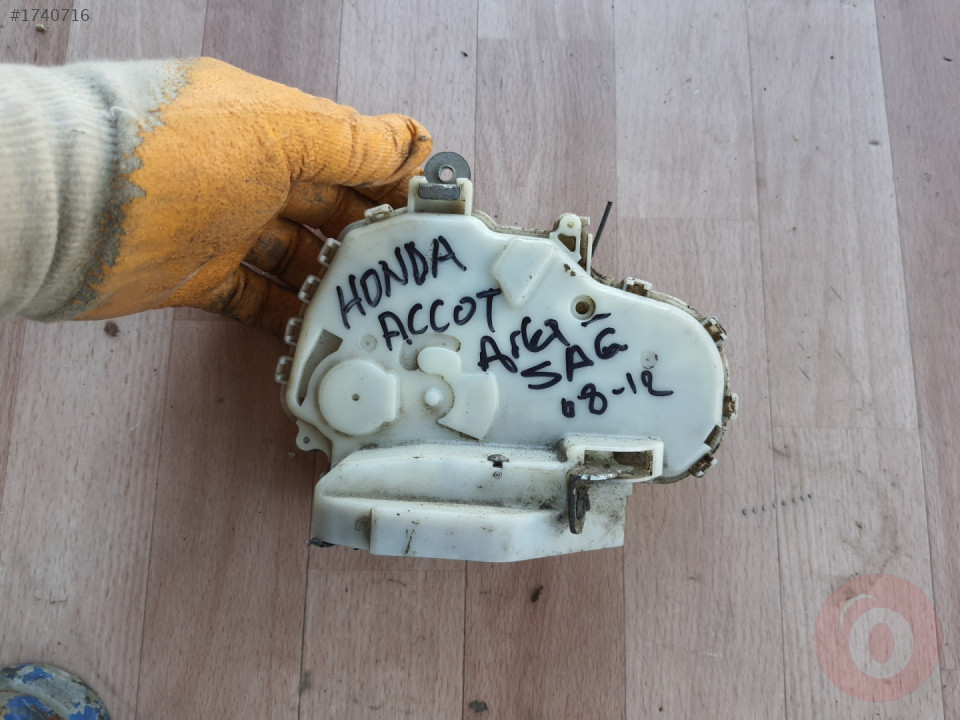 #1740716
HONDA
ACCOT
ArKA
SAĞ
08-12